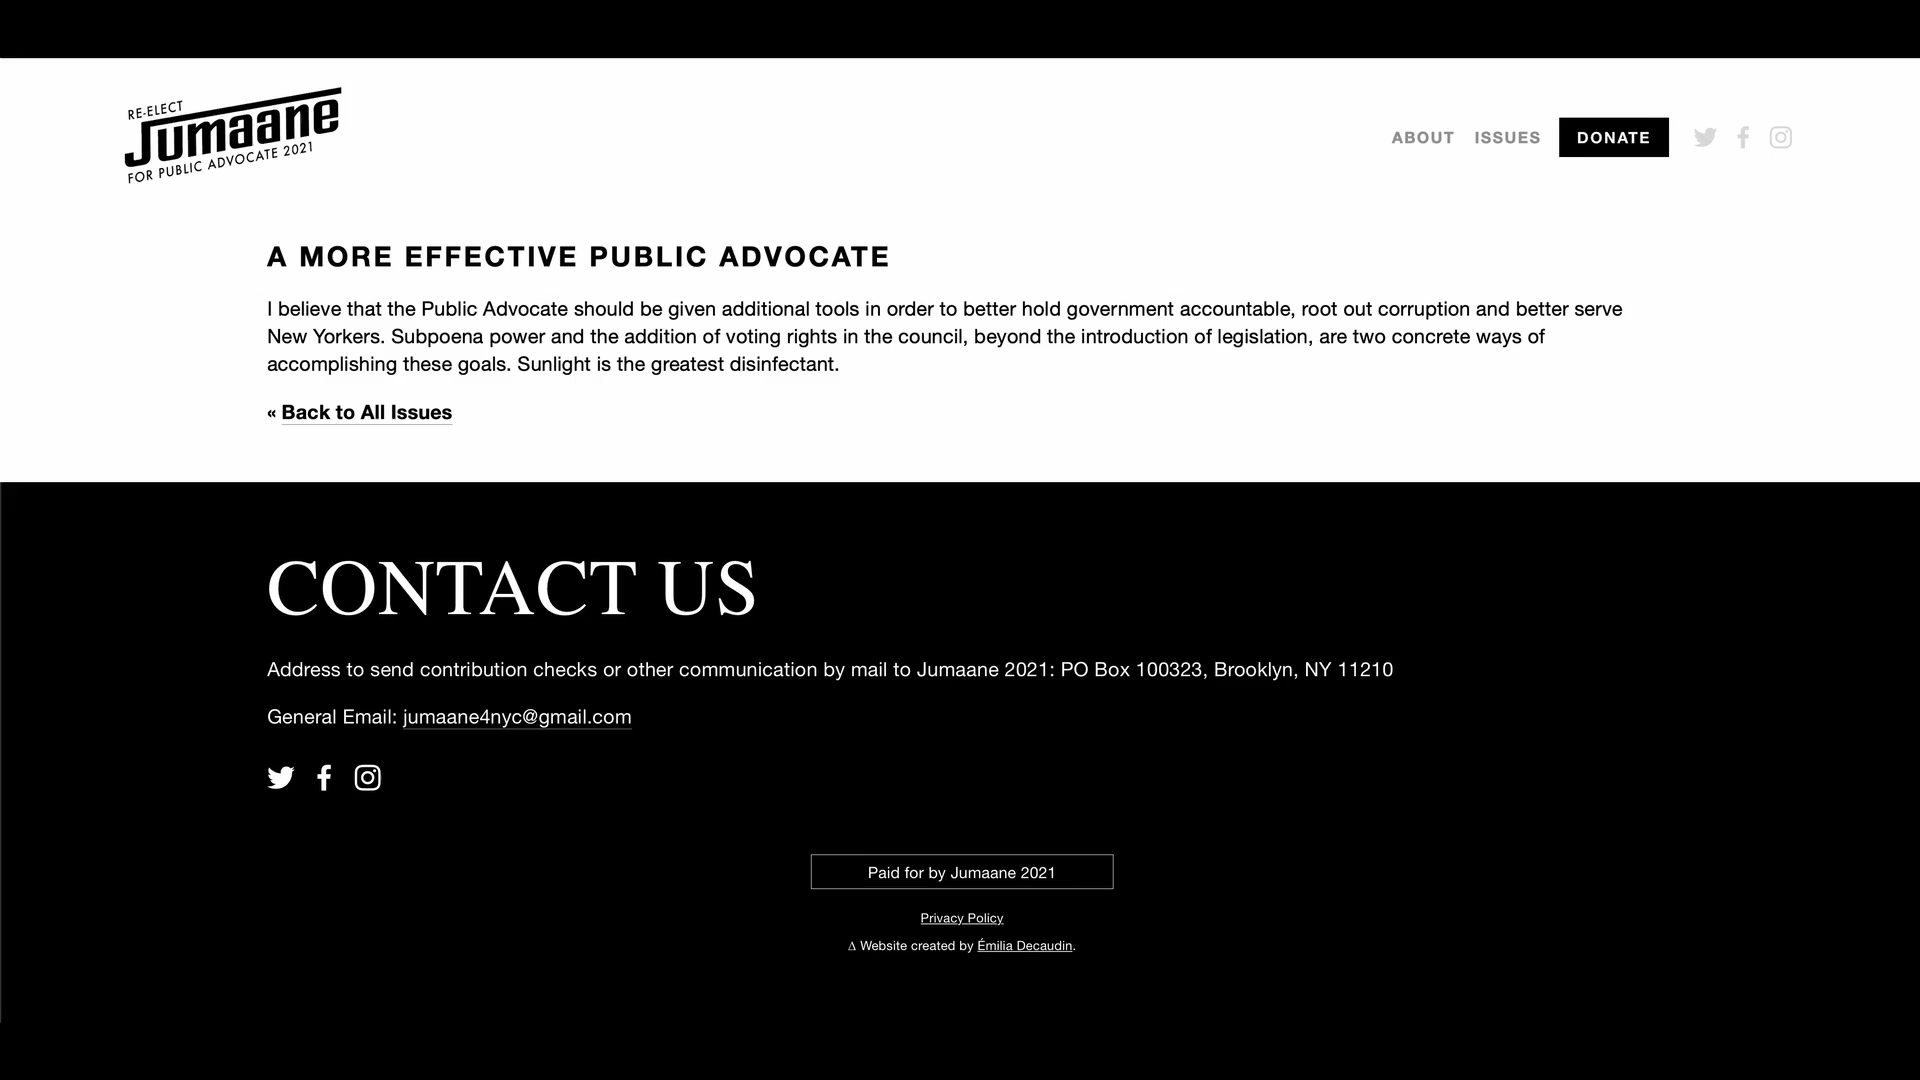 RE-ELECT
Jumaane
FOR PUBLIC ADVOCATE 2021
ABOUT ISSUES DONATE
A MORE EFFECTIVE PUBLIC ADVOCATE
I believe that the Public Advocate should be given additional tools in order to better hold government accountable, root out corruption and better serve
New Yorkers. Subpoena power and the addition of voting rights in the council, beyond the introduction of legislation, are two concrete ways of
accomplishing these goals. Sunlight is the greatest disinfectant.
« Back to All Issues
CONTACT US
Address to send contribution checks or other communication by mail to Jumaane 2021: PO Box 100323, Brooklyn, NY 11210
General Email: jumaane4nyc@gmail.com
Paid for by Jumaane 2021
Privacy Policy
Δ Website created by Émilia Decaudin.